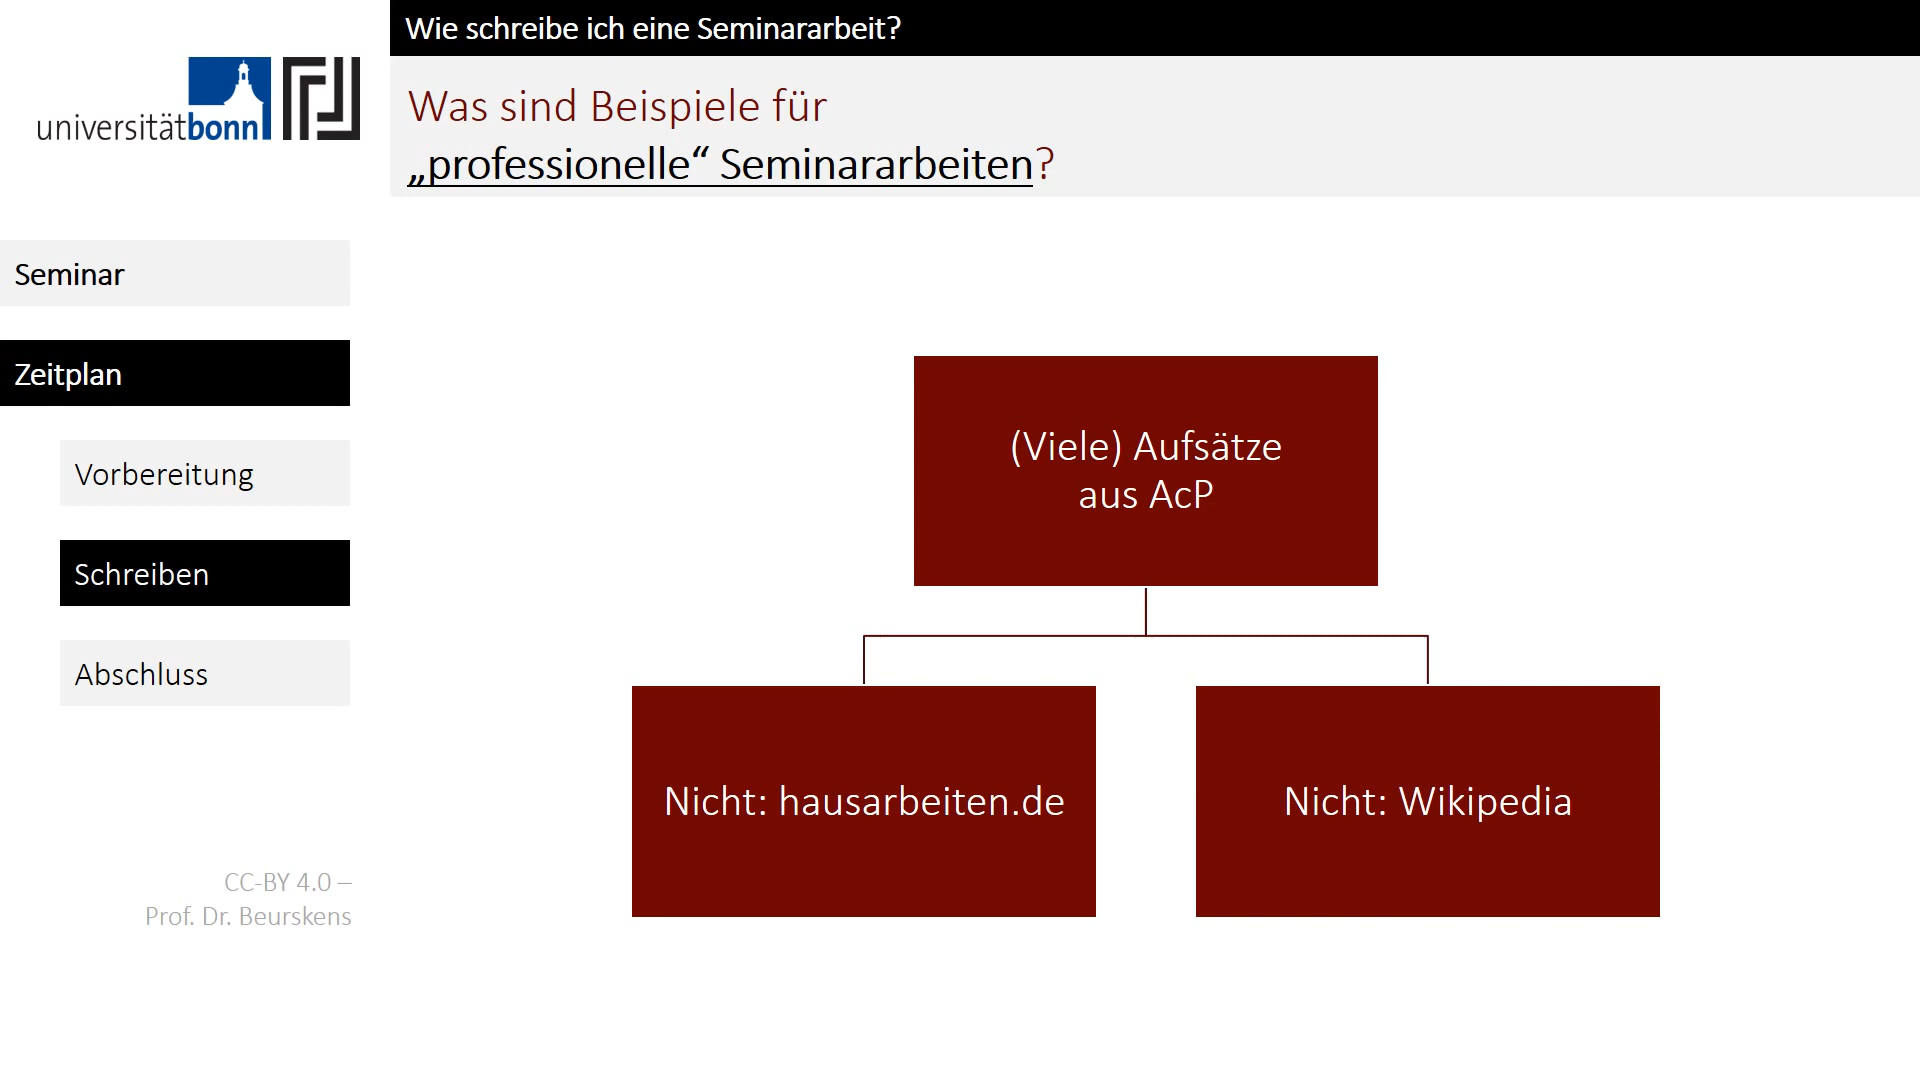 Wie schreibe ich eine Seminararbeit?
Was sind Beispiele für
„professionelle“ Seminararbeiten?
universitätbonn
Seminar
Zeitplan
Vorbereitung
Schreiben
Abschluss
CC-BY 4.0 –
Prof. Dr. Beurskens
(Viele) Aufsätze
aus AcP
Nicht: hausarbeiten.de
Nicht: Wikipedia